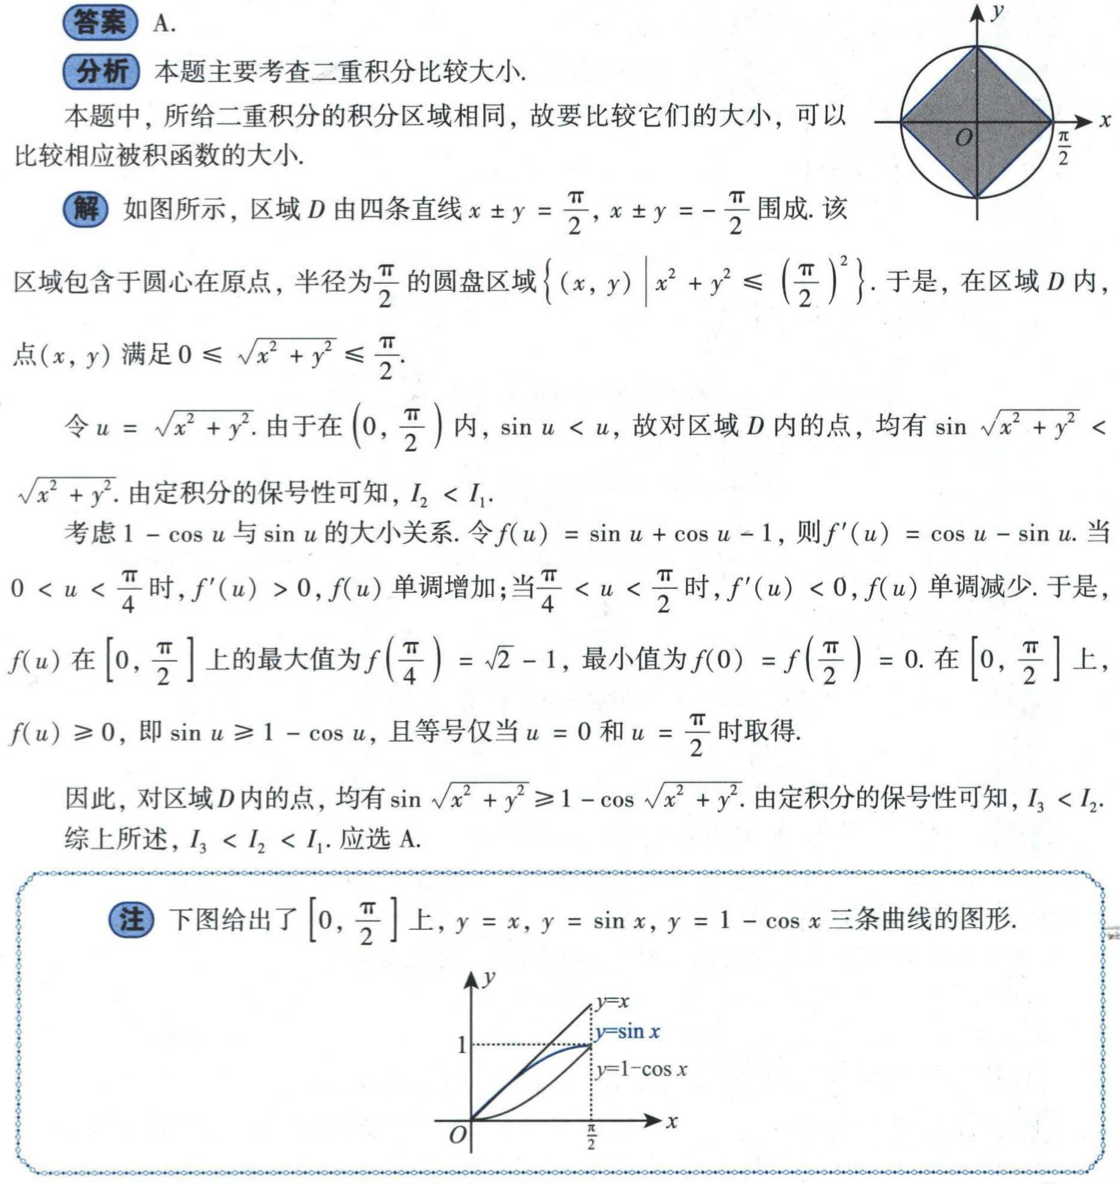 答案 A.
分析 本题主要考查二重积分比较大小.
本题中, 所给二重积分的积分区域相同, 故要比较它们的大小, 可以
比较相应被积函数的大小.
y
x
O
π/2
解 如图所示, 区域 D 由四条直线 x ± y = π/2, x ± y = - π/2 围成. 该
区域包含于圆心在原点, 半径为 π/2 的圆盘区域 { (x, y) | x² + y² ≤ (π/2)² }. 于是, 在区域 D 内,
点(x, y) 满足 0 ≤ √(x² + y²) ≤ π/2.
令 u = √(x² + y²). 由于在 (0, π/2) 内, sin u < u, 故对区域 D 内的点, 均有 sin √(x² + y²) <
√(x² + y²). 由定积分的保号性可知, I₂ < I₁.
考虑 1 - cos u 与 sin u 的大小关系. 令 f(u) = sin u + cos u - 1, 则 f′(u) = cos u - sin u. 当
0 < u < π/4 时, f′(u) > 0, f(u) 单调增加; 当 π/4 < u < π/2 时, f′(u) < 0, f(u) 单调减少. 于是,
f(u) 在 [0, π/2] 上的最大值为 f(π/4) = √2 - 1, 最小值为 f(0) = f(π/2) = 0. 在 [0, π/2] 上,
f(u) ≥ 0, 即 sin u ≥ 1 - cos u, 且等号仅当 u = 0 和 u = π/2 时取得.
因此, 对区域 D 内的点, 均有 sin √(x² + y²) ≥ 1 - cos √(x² + y²). 由定积分的保号性可知, I₃ < I₂.
综上所述, I₃ < I₂ < I₁. 应选 A.
注 下图给出了 [0, π/2] 上, y = x, y = sin x, y = 1 - cos x 三条曲线的图形.
y
y=x
y=sin x
1
y=1-cos x
O
π/2
x